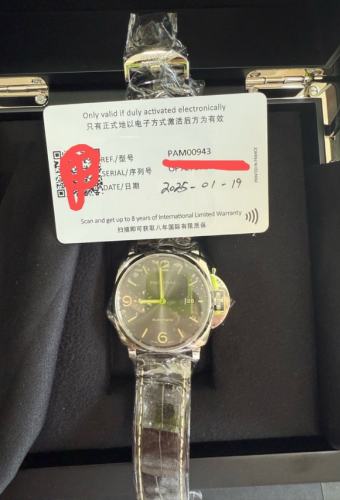 Only valid if duly activated electronically
只有正式地以电子方式激活后方为有效
REF/型号 PAM00943
SERIAL/序列号
DATE/日期 2025-01-19
Scan and get up to 8 years of International Limited Warranty
扫描即可获取八年国际有限质保
12
9
6